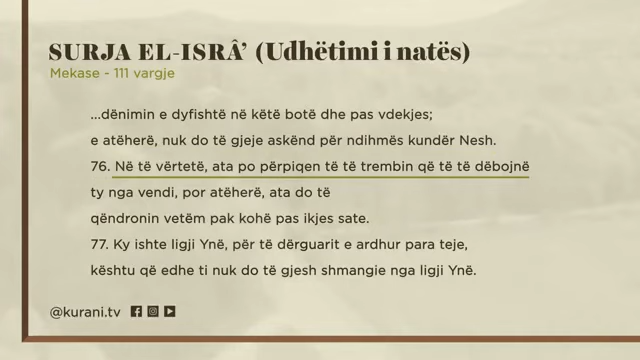 SURJA EL-ISRÂ’ (Udhëtimi i natës)
Mekase - 111 vargje
...dënimin e dyfishtë në këtë botë dhe pas vdekjes;
e atëherë, nuk do të gjeje askënd për ndihmës kundër Nesh.
76. Në të vërtetë, ata po përpiqen të të trembin që të të dëbojnë
ty nga vendi, por atëherë, ata do të
qëndronin vetëm pak kohë pas ikjes sate.
77. Ky ishte ligji Ynë, për të dërguarit e ardhur para teje,
kështu që edhe ti nuk do të gjesh shmangie nga ligji Ynë.
@kurani.tv